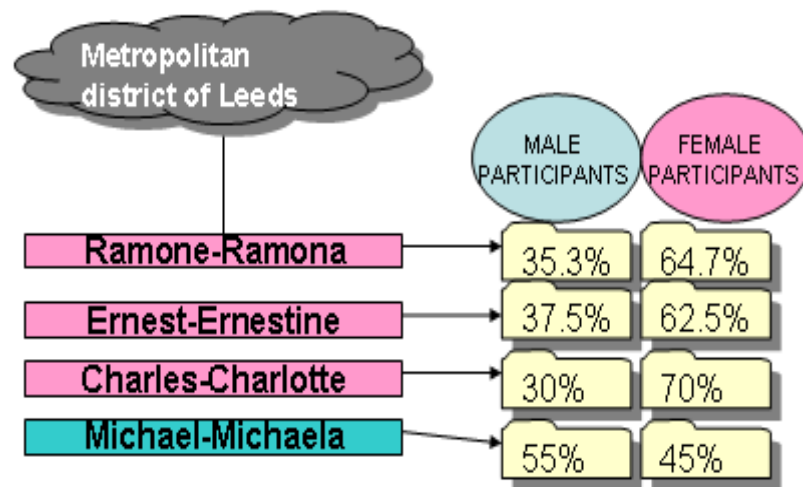 Metropolitan
district of Leeds
MALE
PARTICIPANTS
FEMALE
PARTICIPANTS
Ramone-Ramona
35.3%
64.7%
Ernest-Ernestine
37.5%
62.5%
Charles-Charlotte
30%
70%
Michael-Michaela
55%
45%